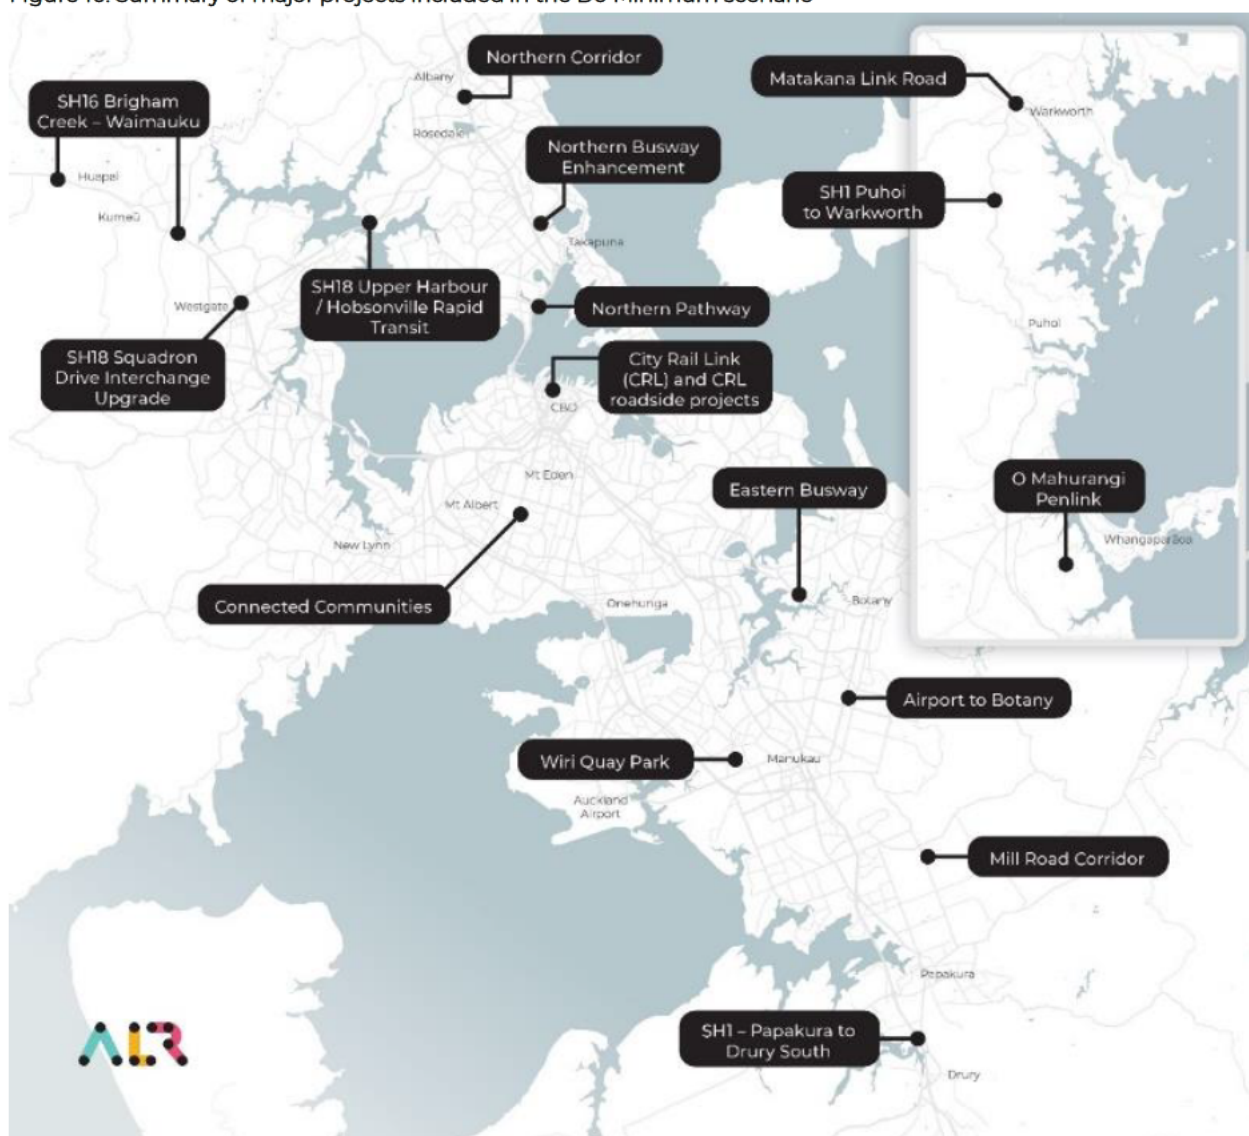 Northern Corridor
Albany
Matakana Link Road
SH16 Brigham
Creek – Waimauku
Warkworth
Rosedale
Northern Busway
Enhancement
Huapai
SH1 Puhoi
to Warkworth
Kumeū
Takapuna
SH18 Upper Harbour
/ Hobsonville Rapid
Transit
Westgate
Northern Pathway
Puhoi
SH18 Squadron
Drive Interchange
Upgrade
City Rail Link
(CRL) and CRL
roadside projects
CBD
Mt Eden
Eastern Busway
O Mahurangi
Penlink
Mt Albert
New Lynn
Whangaparāoa
Connected Communities
Onehunga
Botany
Airport to Botany
Wiri Quay Park
Manukau
Auckland
Airport
Mill Road Corridor
Papakura
ALR
SH1 – Papakura to
Drury South
Drury